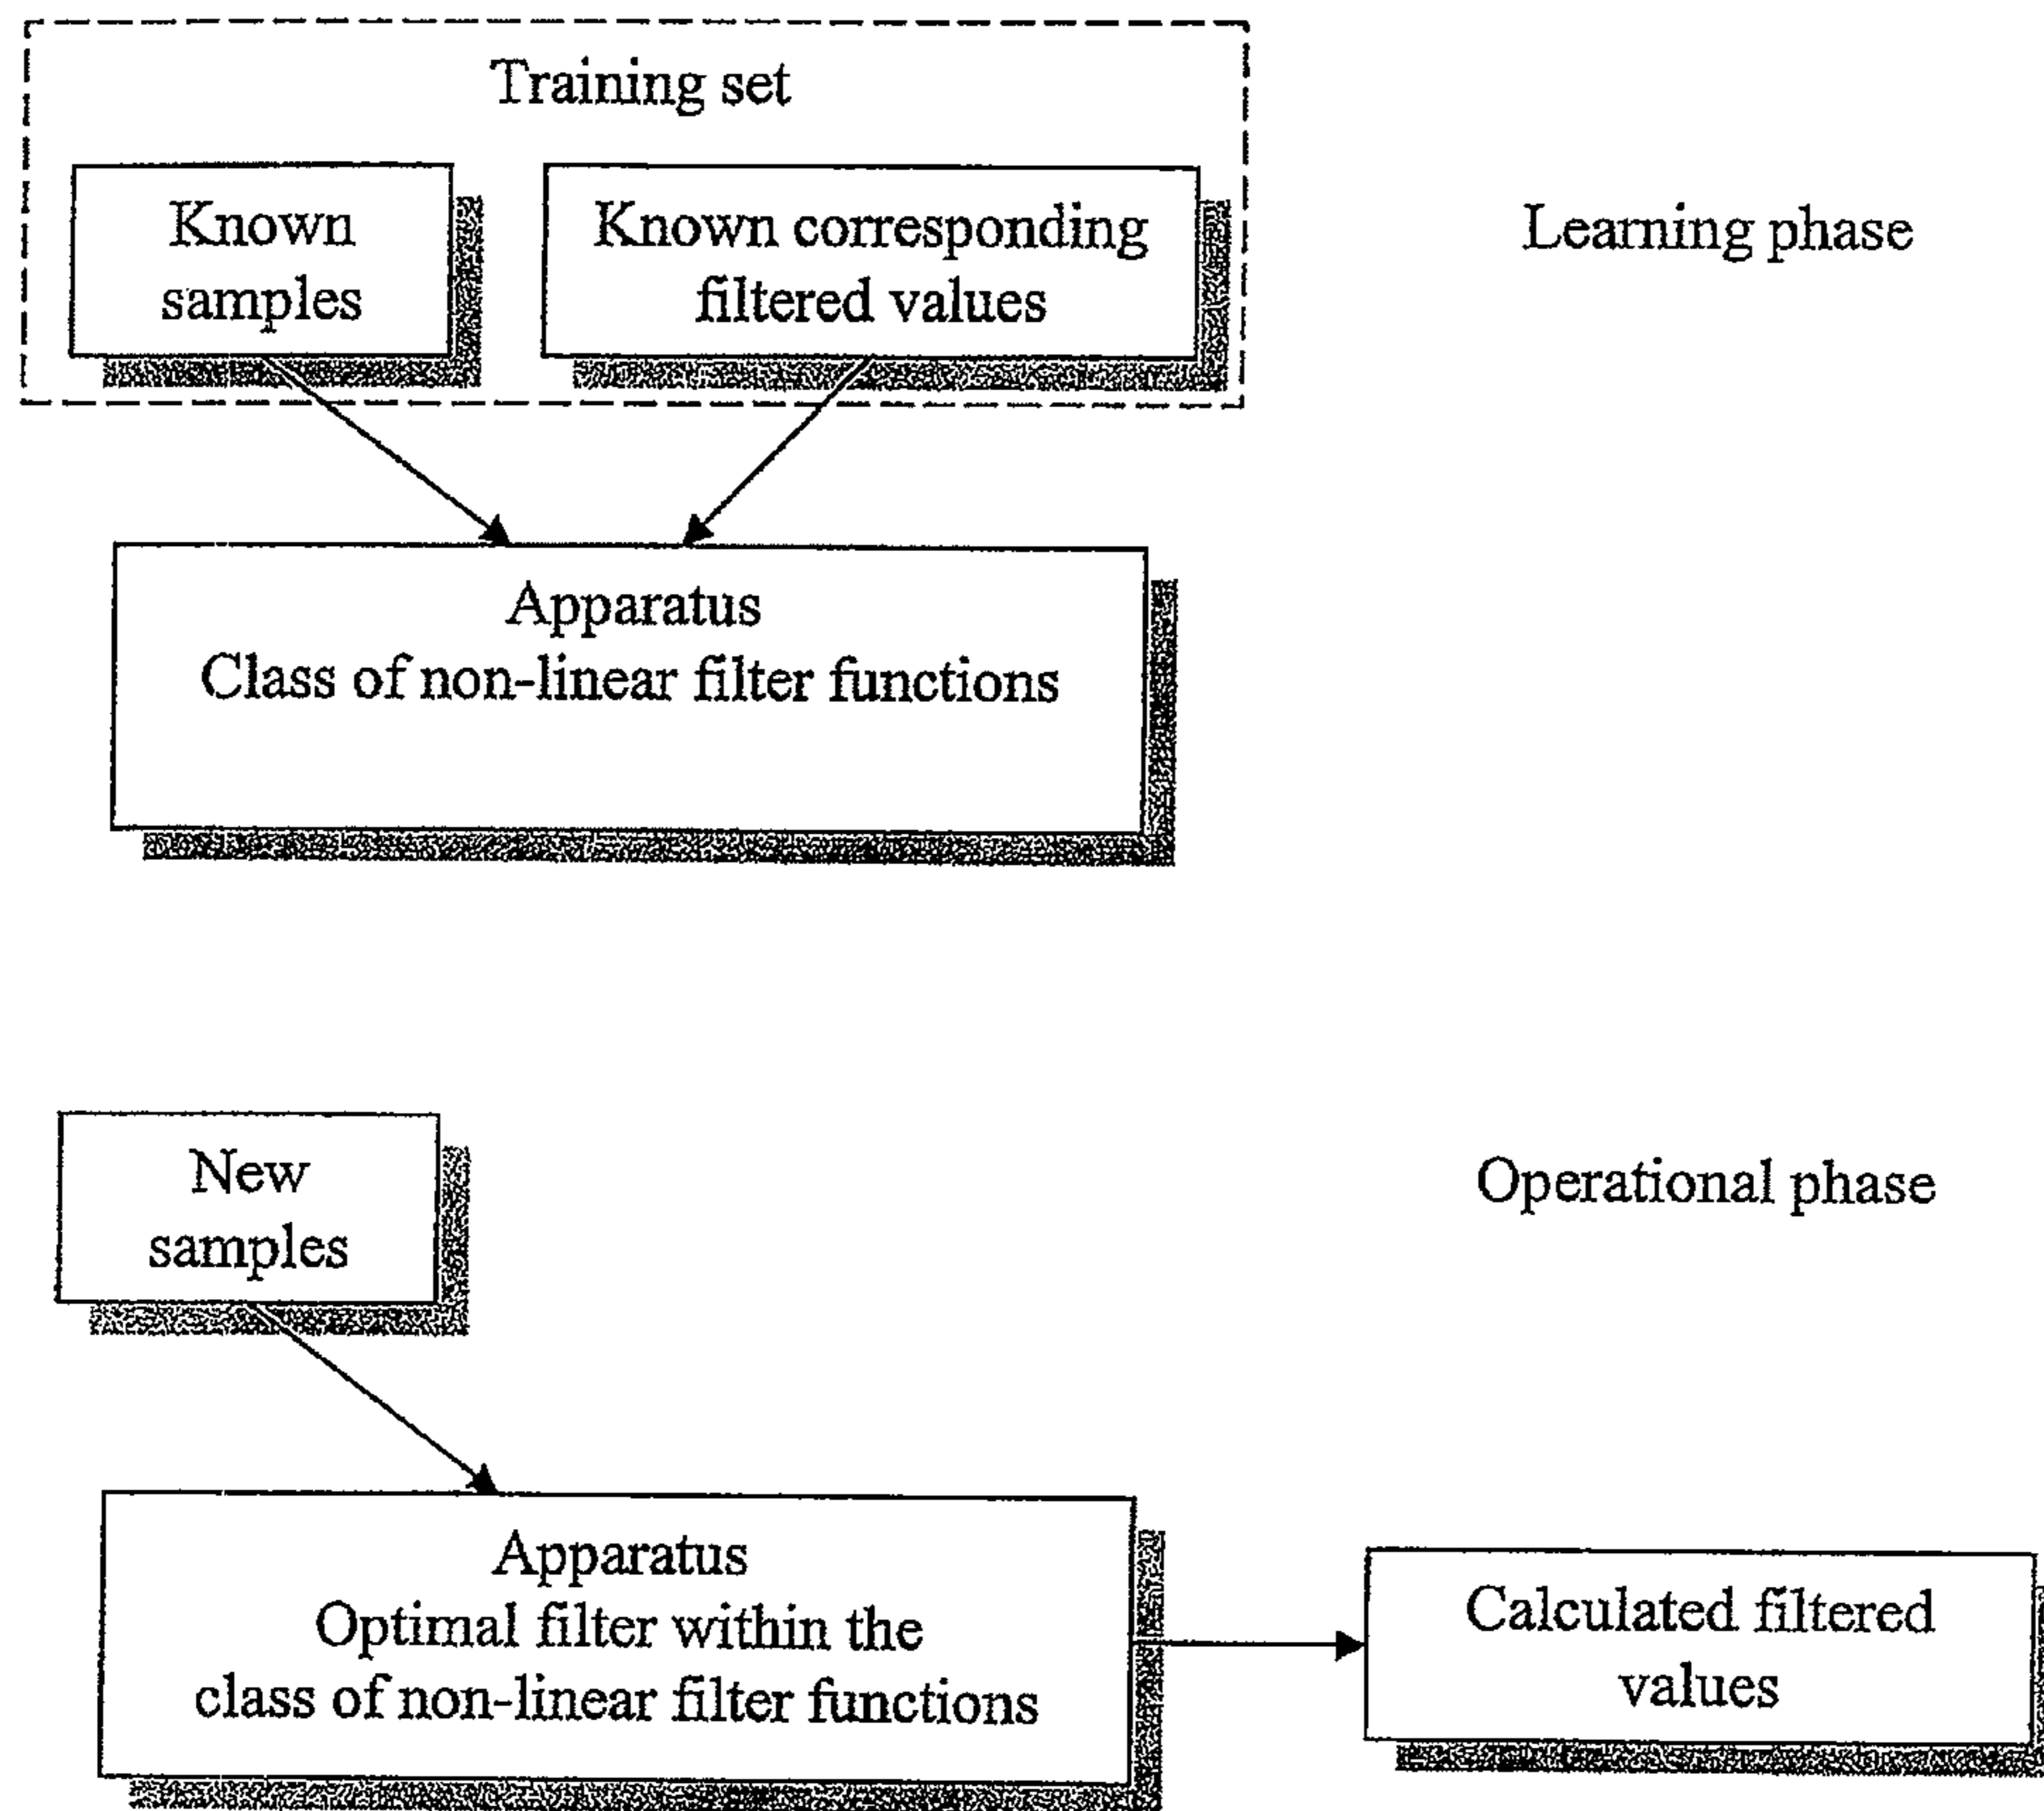 Training set
Known
samples
Known corresponding
filtered values
Learning phase
Apparatus
Class of non-linear filter functions
New
samples
Operational phase
Apparatus
Optimal filter within the
class of non-linear filter functions
Calculated filtered
values